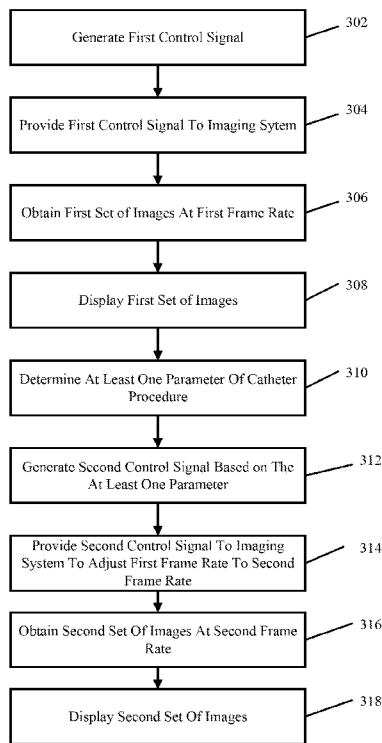 Generate First Control Signal
302
Provide First Control Signal To Imaging Sytem
304
Obtain First Set of Images At First Frame Rate
306
Display First Set of Images
308
Determine At Least One Parameter Of Catheter
Procedure
310
Generate Second Control Signal Based on The
At Least One Parameter
312
Provide Second Control Signal To Imaging
System To Adjust First Frame Rate To Second
Frame Rate
314
Obtain Second Set Of Images At Second Frame
Rate
316
Display Second Set Of Images
318